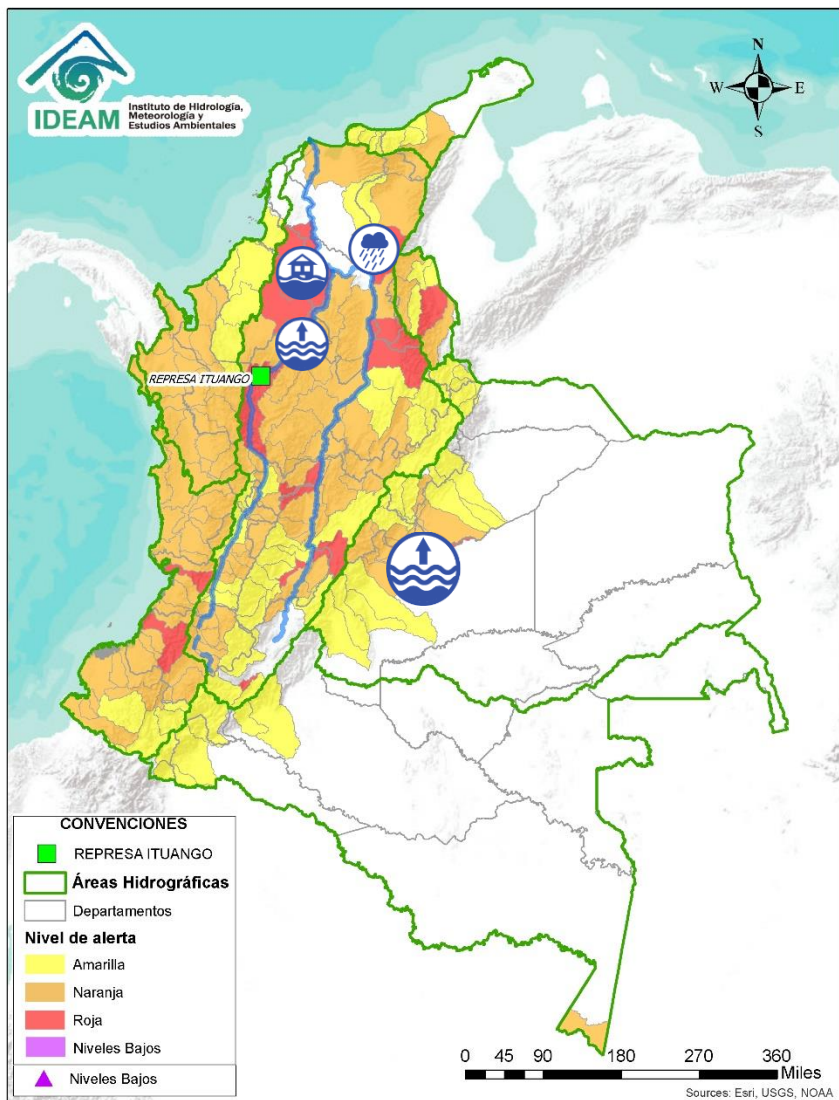 IDEAM
Instituto de Hidrología,
Meteorología y
Estudios Ambientales
N
W
E
S
REPRESA ITUANGO
CONVENCIONES
REPRESA ITUANGO
Áreas Hidrográficas
Departamentos
Nivel de alerta
Amarilla
Naranja
Roja
Niveles Bajos
Niveles Bajos
0 45 90 180 270 360
Miles
Sources: Esri, USGS, NOAA